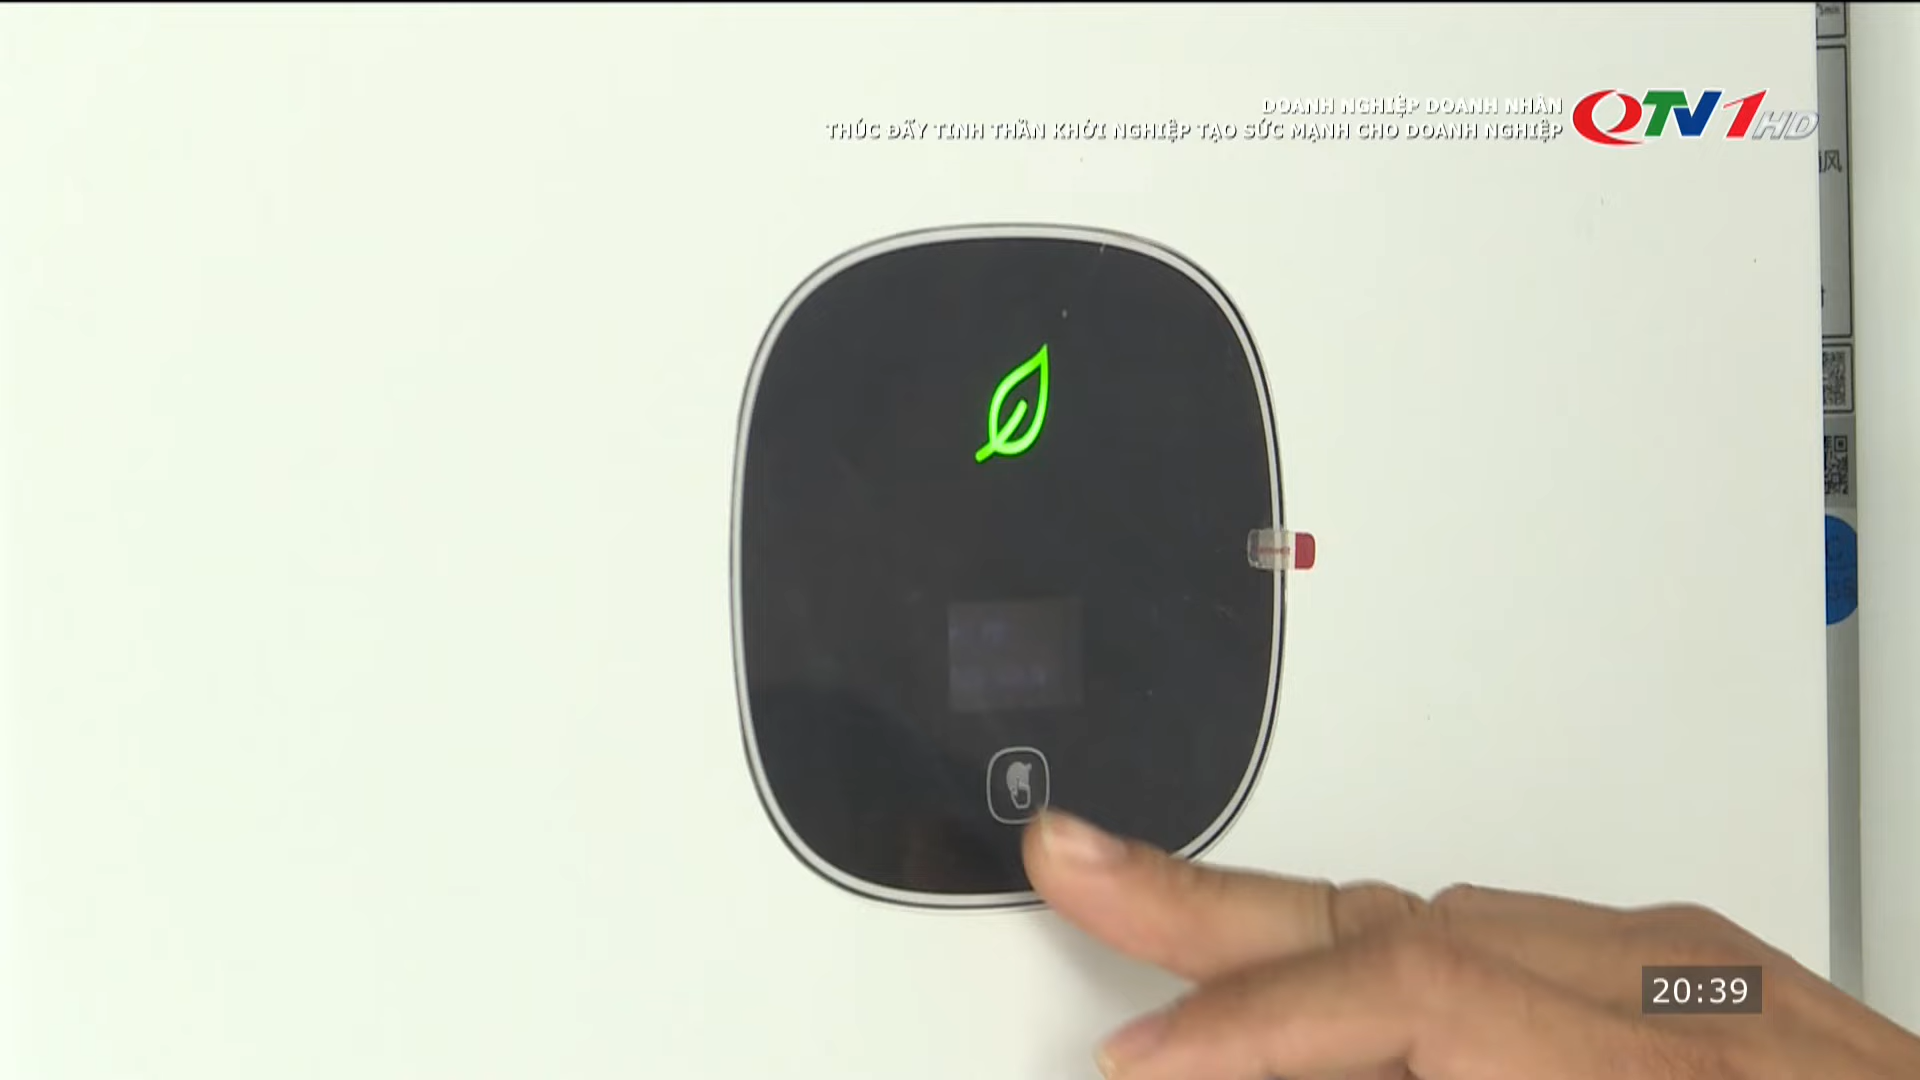 DOANH NGHIỆP DOANH NHÂN
THÚC ĐẨY TINH THẦN KHỞI NGHIỆP TẠO SỨC MẠNH CHO DOANH NGHIỆP
QTV1HD
风
20:39